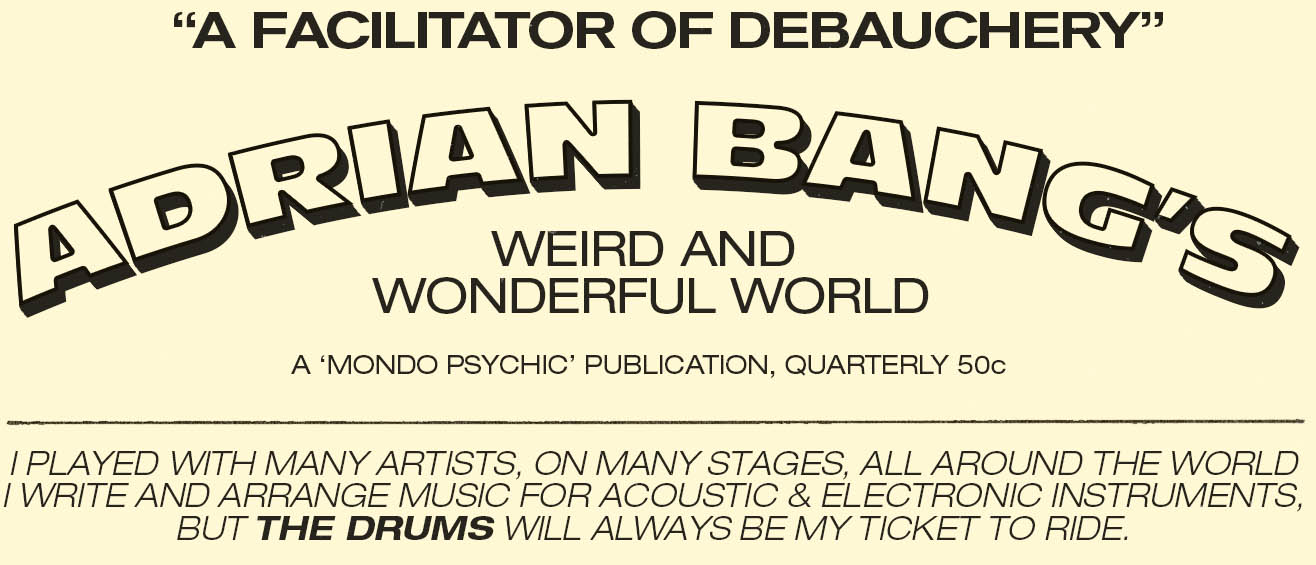 “A FACILITATOR OF DEBAUCHERY”
ADRIAN BANG’S
WEIRD AND
WONDERFUL WORLD
A ‘MONDO PSYCHIC’ PUBLICATION, QUARTERLY 50c
I PLAYED WITH MANY ARTISTS, ON MANY STAGES, ALL AROUND THE WORLD
I WRITE AND ARRANGE MUSIC FOR ACOUSTIC & ELECTRONIC INSTRUMENTS,
BUT THE DRUMS WILL ALWAYS BE MY TICKET TO RIDE.